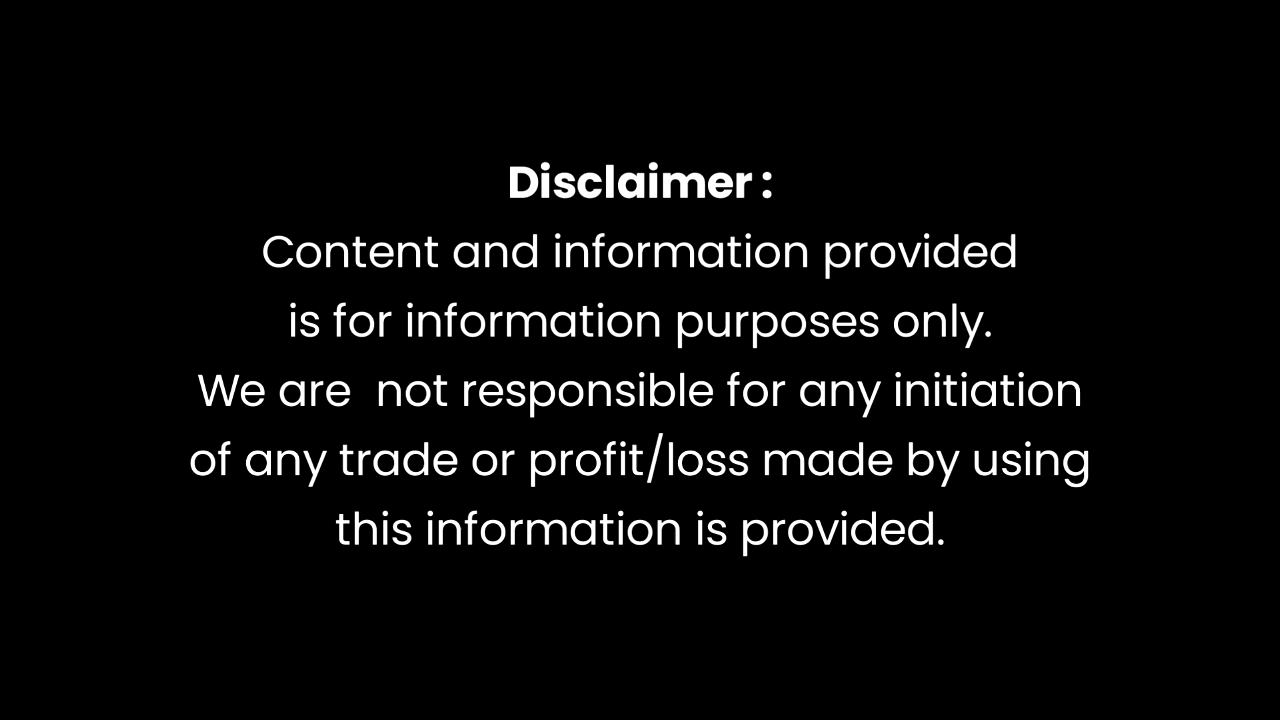 Disclaimer :
Content and information provided
is for information purposes only.
We are  not responsible for any initiation
of any trade or profit/loss made by using
this information is provided.